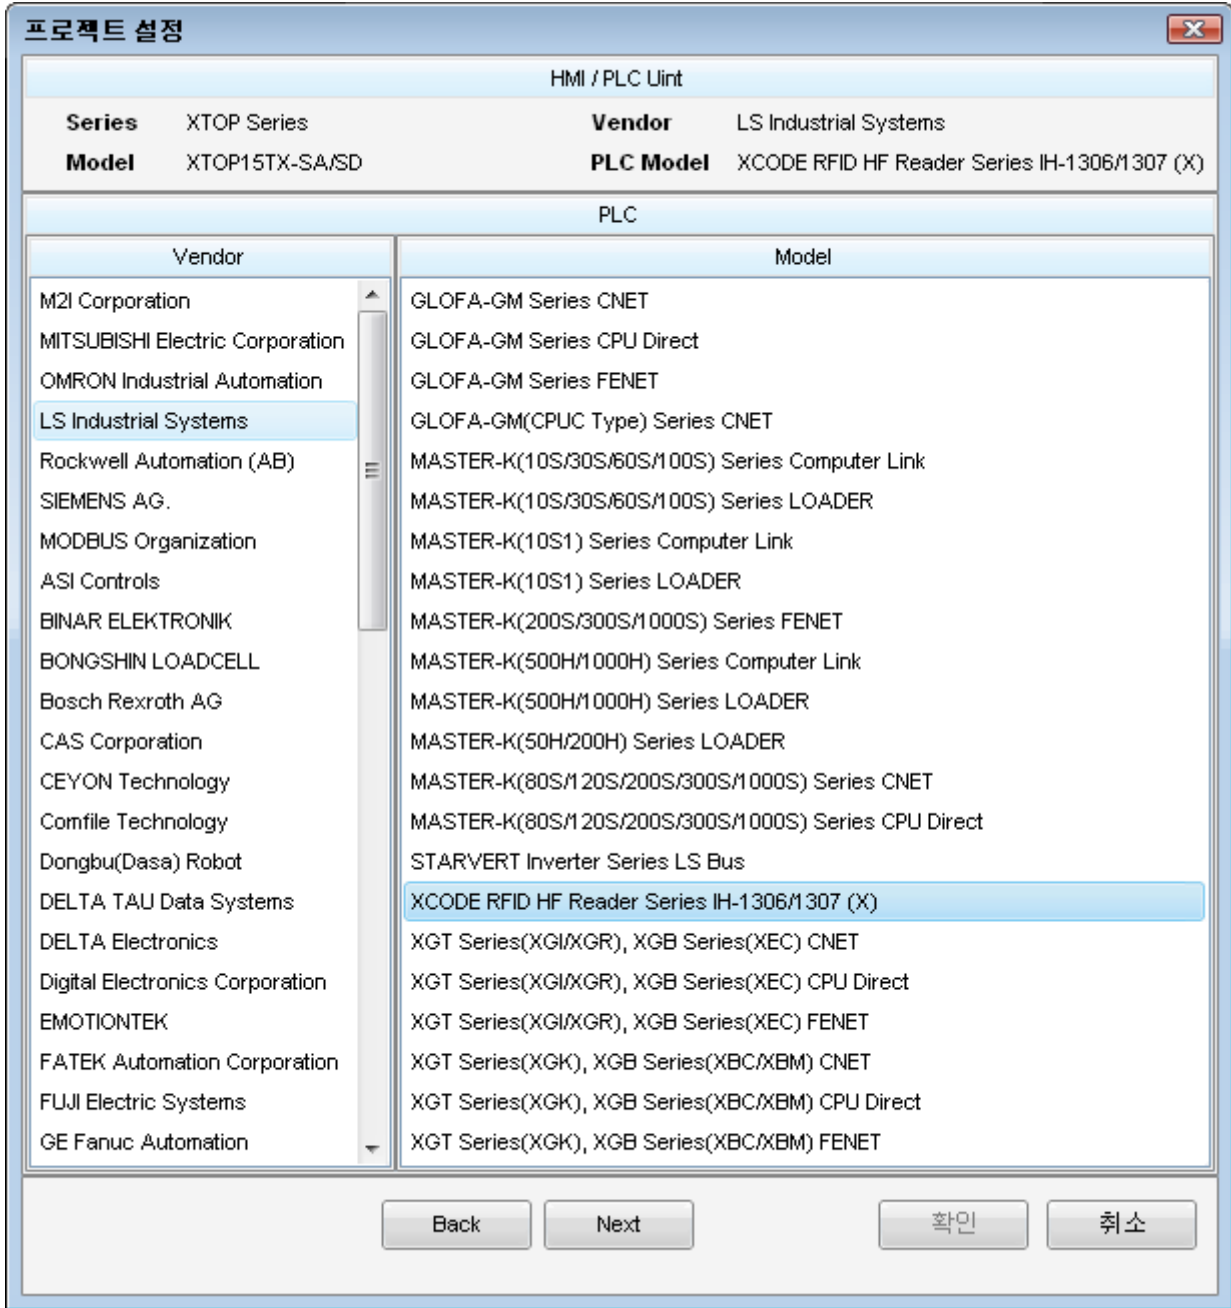 프로젝트 설정
HMI / PLC Uint
Series XTOP Series Vendor LS Industrial Systems
Model XTOP15TX-SA/SD PLC Model XCODE RFID HF Reader Series IH-1306/1307 (X)
PLC
Vendor
M2I Corporation
MITSUBISHI Electric Corporation
OMRON Industrial Automation
LS Industrial Systems
Rockwell Automation (AB)
SIEMENS AG.
MODBUS Organization
ASI Controls
BINAR ELEKTRONIK
BONGSHIN LOADCELL
Bosch Rexroth AG
CAS Corporation
CEYON Technology
Comfile Technology
Dongbu(Dasa) Robot
DELTA TAU Data Systems
DELTA Electronics
Digital Electronics Corporation
EMOTIONTEK
FATEK Automation Corporation
FUJI Electric Systems
GE Fanuc Automation
Model
GLOFA-GM Series CNET
GLOFA-GM Series CPU Direct
GLOFA-GM Series FENET
GLOFA-GM(CPUC Type) Series CNET
MASTER-K(10S/30S/60S/100S) Series Computer Link
MASTER-K(10S/30S/60S/100S) Series LOADER
MASTER-K(10S1) Series Computer Link
MASTER-K(10S1) Series LOADER
MASTER-K(200S/300S/1000S) Series FENET
MASTER-K(500H/1000H) Series Computer Link
MASTER-K(500H/1000H) Series LOADER
MASTER-K(50H/200H) Series LOADER
MASTER-K(80S/120S/200S/300S/1000S) Series CNET
MASTER-K(80S/120S/200S/300S/1000S) Series CPU Direct
STARVERT Inverter Series LS Bus
XCODE RFID HF Reader Series IH-1306/1307 (X)
XGT Series(XGI/XGR), XGB Series(XEC) CNET
XGT Series(XGI/XGR), XGB Series(XEC) CPU Direct
XGT Series(XGI/XGR), XGB Series(XEC) FENET
XGT Series(XGK), XGB Series(XBC/XBM) CNET
XGT Series(XGK), XGB Series(XBC/XBM) CPU Direct
XGT Series(XGK), XGB Series(XBC/XBM) FENET
Back Next 확인 취소